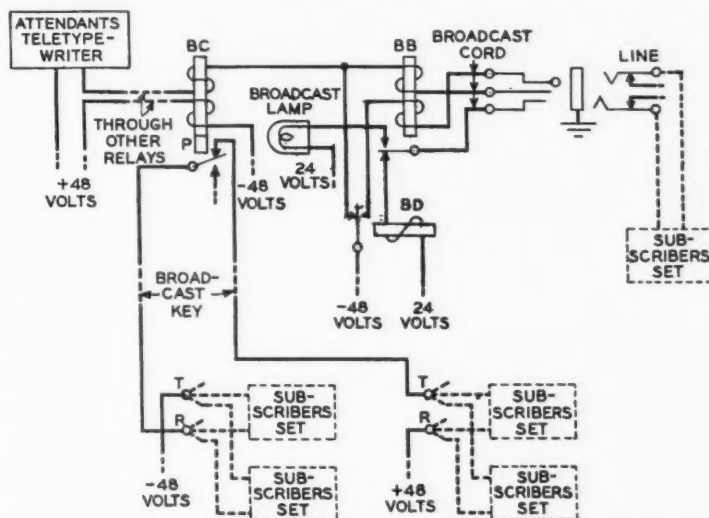 ATTENDANTS
TELETYPE-
WRITER
BC
BB
BROADCAST
CORD
LINE
BROADCAST
LAMP
THROUGH
OTHER
RELAYS
P
+48
VOLTS
-48
VOLTS
24
VOLTS
BD
-48
VOLTS
24
VOLTS
SUB-
SCRIBERS
SET
BROAD-
CAST
KEY
T
R
SUB-
SCRIBERS
SET
T
R
SUB-
SCRIBERS
SET
-48
VOLTS
SUB-
SCRIBERS
SET
+48
VOLTS
SUB-
SCRIBERS
SET